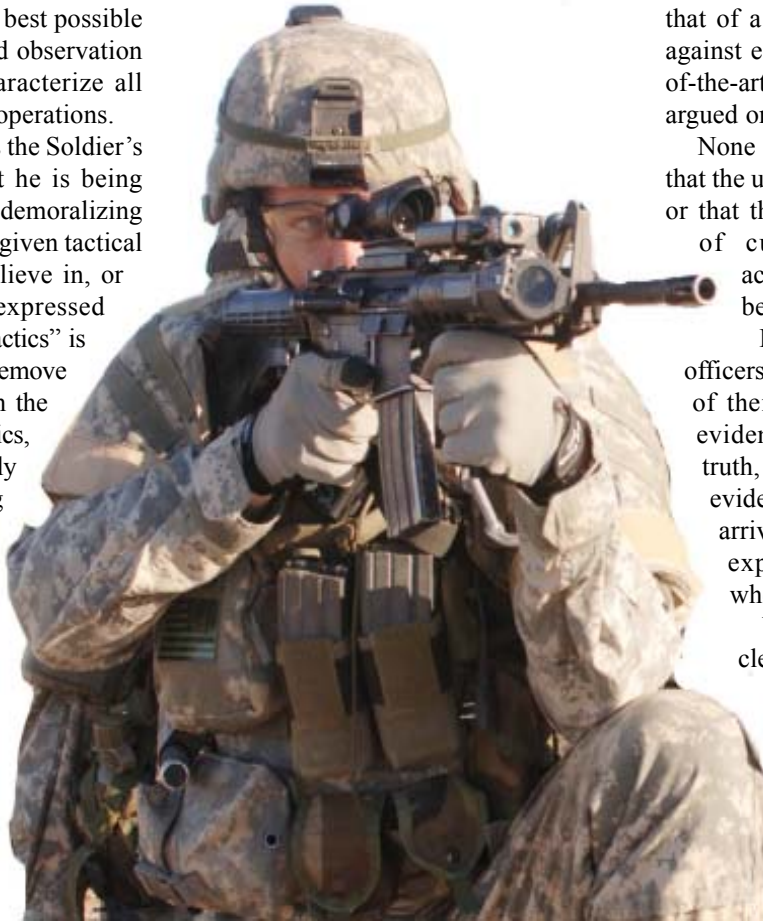 best possible
d observation
aracterize all
operations.
the Soldier’s
t he is being
demoralizing
given tactical
lieve in, or
expressed
actics” is
emove
n the
ics,
ly
g
that of a
against e
of-the-art
argued or
None
that the u
or that th
of cu
ac
be
officers
of thei
eviden
truth,
evide
arriv
exp
wh
cle